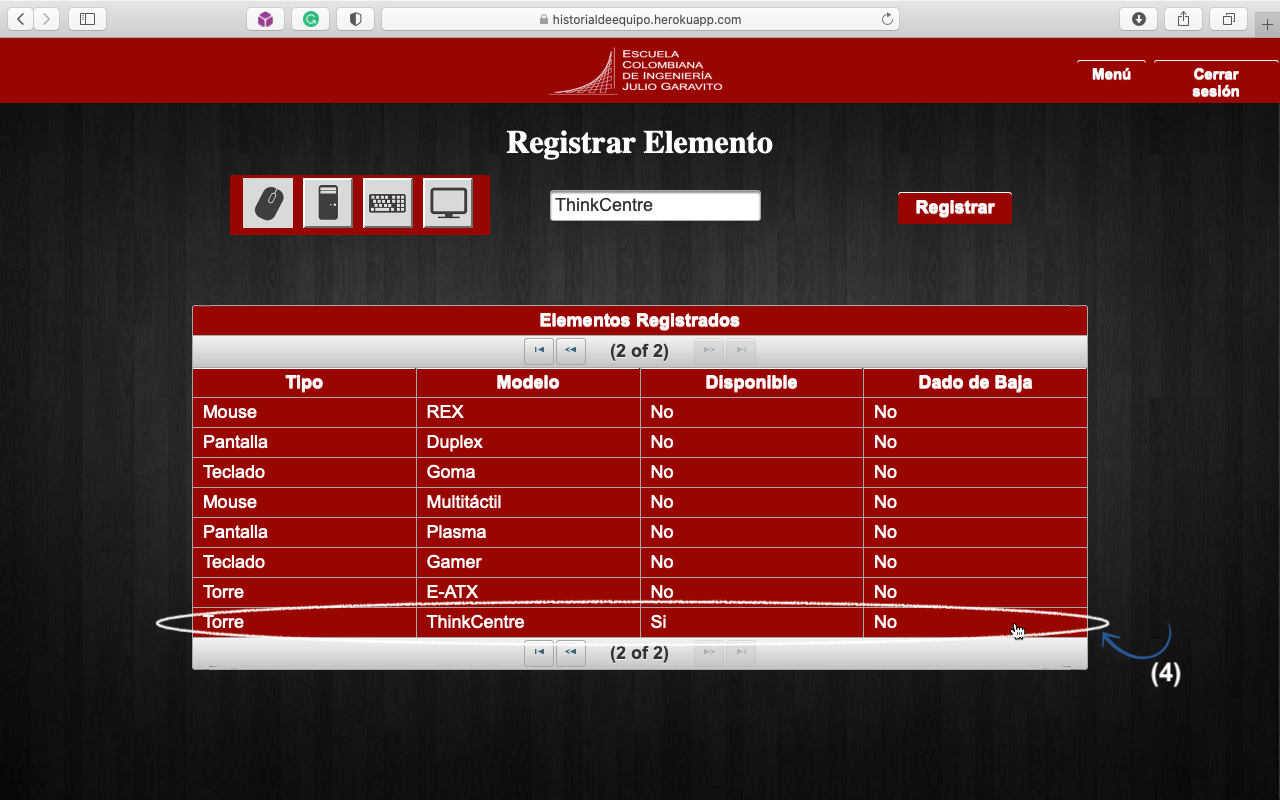 historialdeequipo.herokuapp.com
ESCUELA
COLOMBIANA
DE INGENIERÍA
JULIO GARAVITO
Menú
Cerrar
sesión
Registrar Elemento
ThinkCentre
Registrar
Elementos Registrados
(2 of 2)
Tipo Modelo Disponible Dado de Baja
Mouse REX No No
Pantalla Duplex No No
Teclado Goma No No
Mouse Multitáctil No No
Pantalla Plasma No No
Teclado Gamer No No
Torre E-ATX No No
Torre ThinkCentre Si No
(2 of 2)
(4)